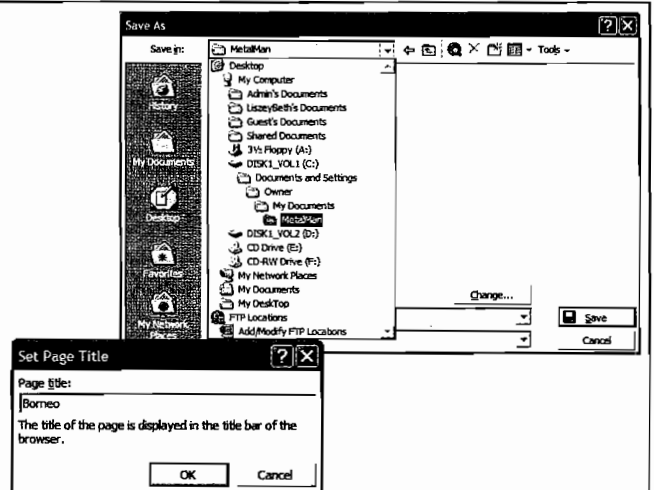 Save As
Save in:
MetalMan
Tools
Desktop
My Computer
Admin's Documents
LiszeyBeth's Documents
Guest's Documents
Shared Documents
3½ Floppy (A:)
DISK1_VOL1 (C:)
Documents and Settings
Owner
My Documents
MetalMan
DISK1_VOL2 (D:)
CD Drive (E:)
CD-RW Drive (F:)
My Network Places
My Documents
My DeskTop
FTP Locations
Add/Modify FTP Locations
History
My Documents
Desktop
Favorites
My Network
Places
Change...
Save
Cancel
Set Page Title
Page title:
Borneo
The title of the page is displayed in the title bar of the
browser.
OK
Cancel